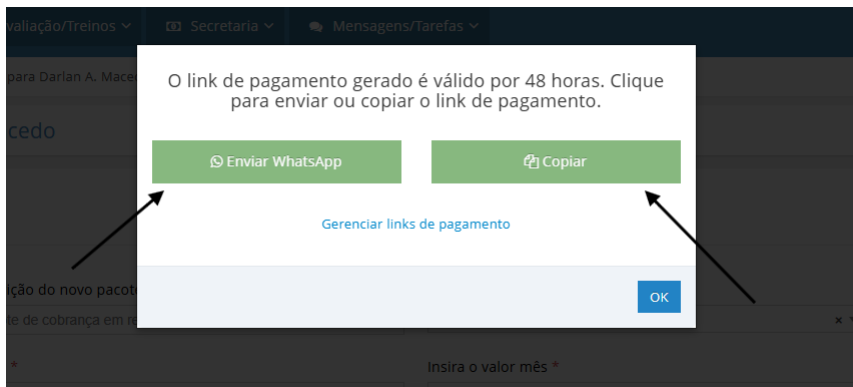 valiação/Treinos Secretaria Mensagens/Tarefas
para Darlan A. Maced
cedo
O link de pagamento gerado é válido por 48 horas. Clique
para enviar ou copiar o link de pagamento.
Enviar WhatsApp Copiar
Gerenciar links de pagamento
OK
ição do novo pacot
te de cobrança em re
× 
* Insira o valor mês *